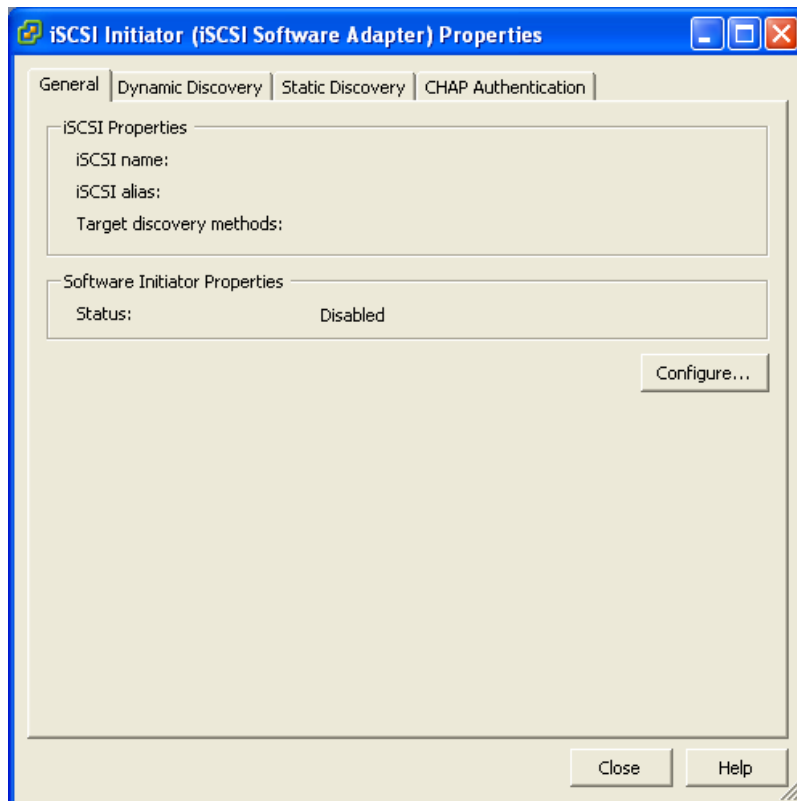 iSCSI Initiator (iSCSI Software Adapter) Properties
General Dynamic Discovery Static Discovery CHAP Authentication
iSCSI Properties
iSCSI name:
iSCSI alias:
Target discovery methods:
Software Initiator Properties
Status: Disabled
Configure...
Close Help